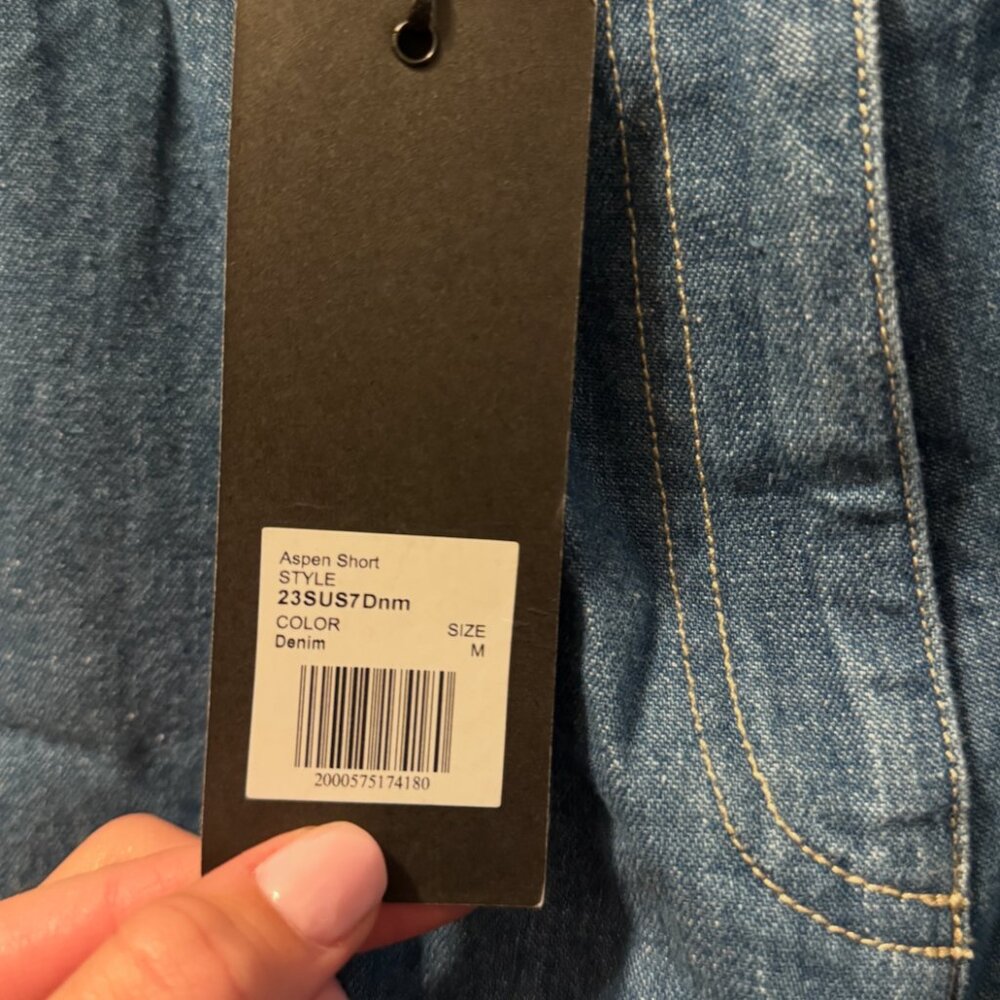 Aspen Short
STYLE
23SUS7Dnm
COLOR SIZE
Denim M
2000575174180